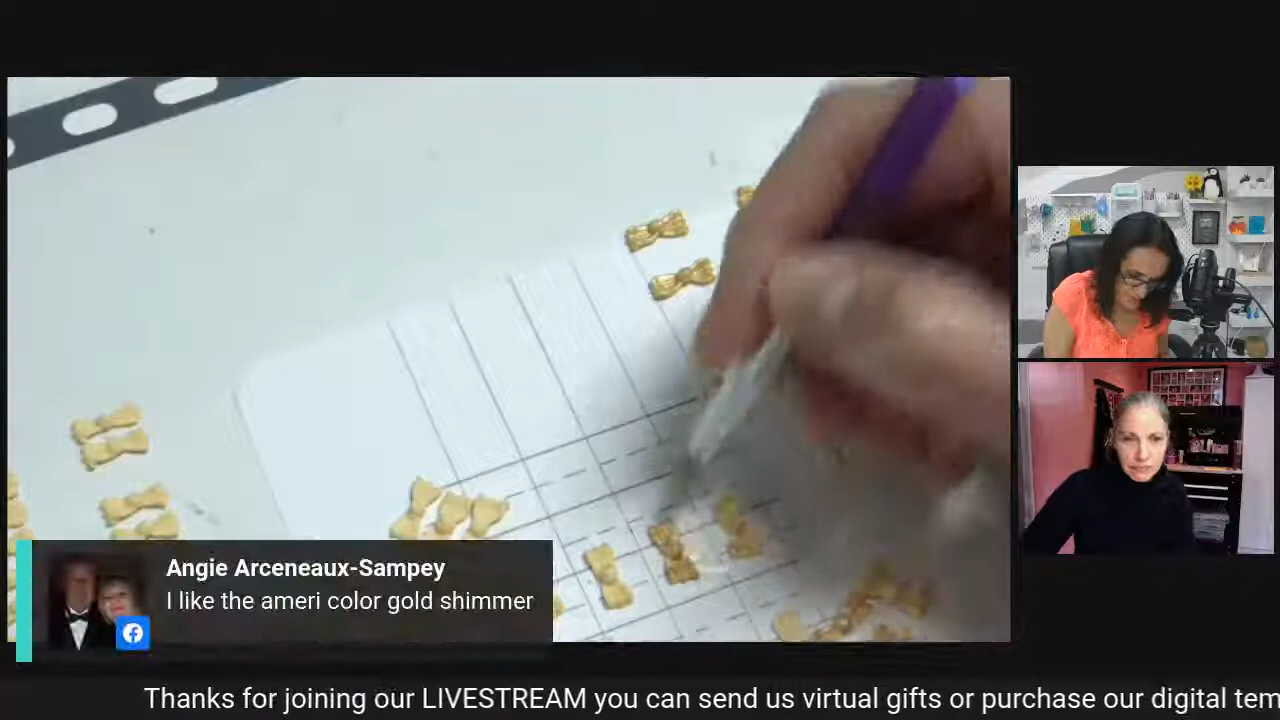 Angie Arceneaux-Sampey
I like the ameri color gold shimmer
Thanks for joining our LIVESTREAM you can send us virtual gifts or purchase our digital tem